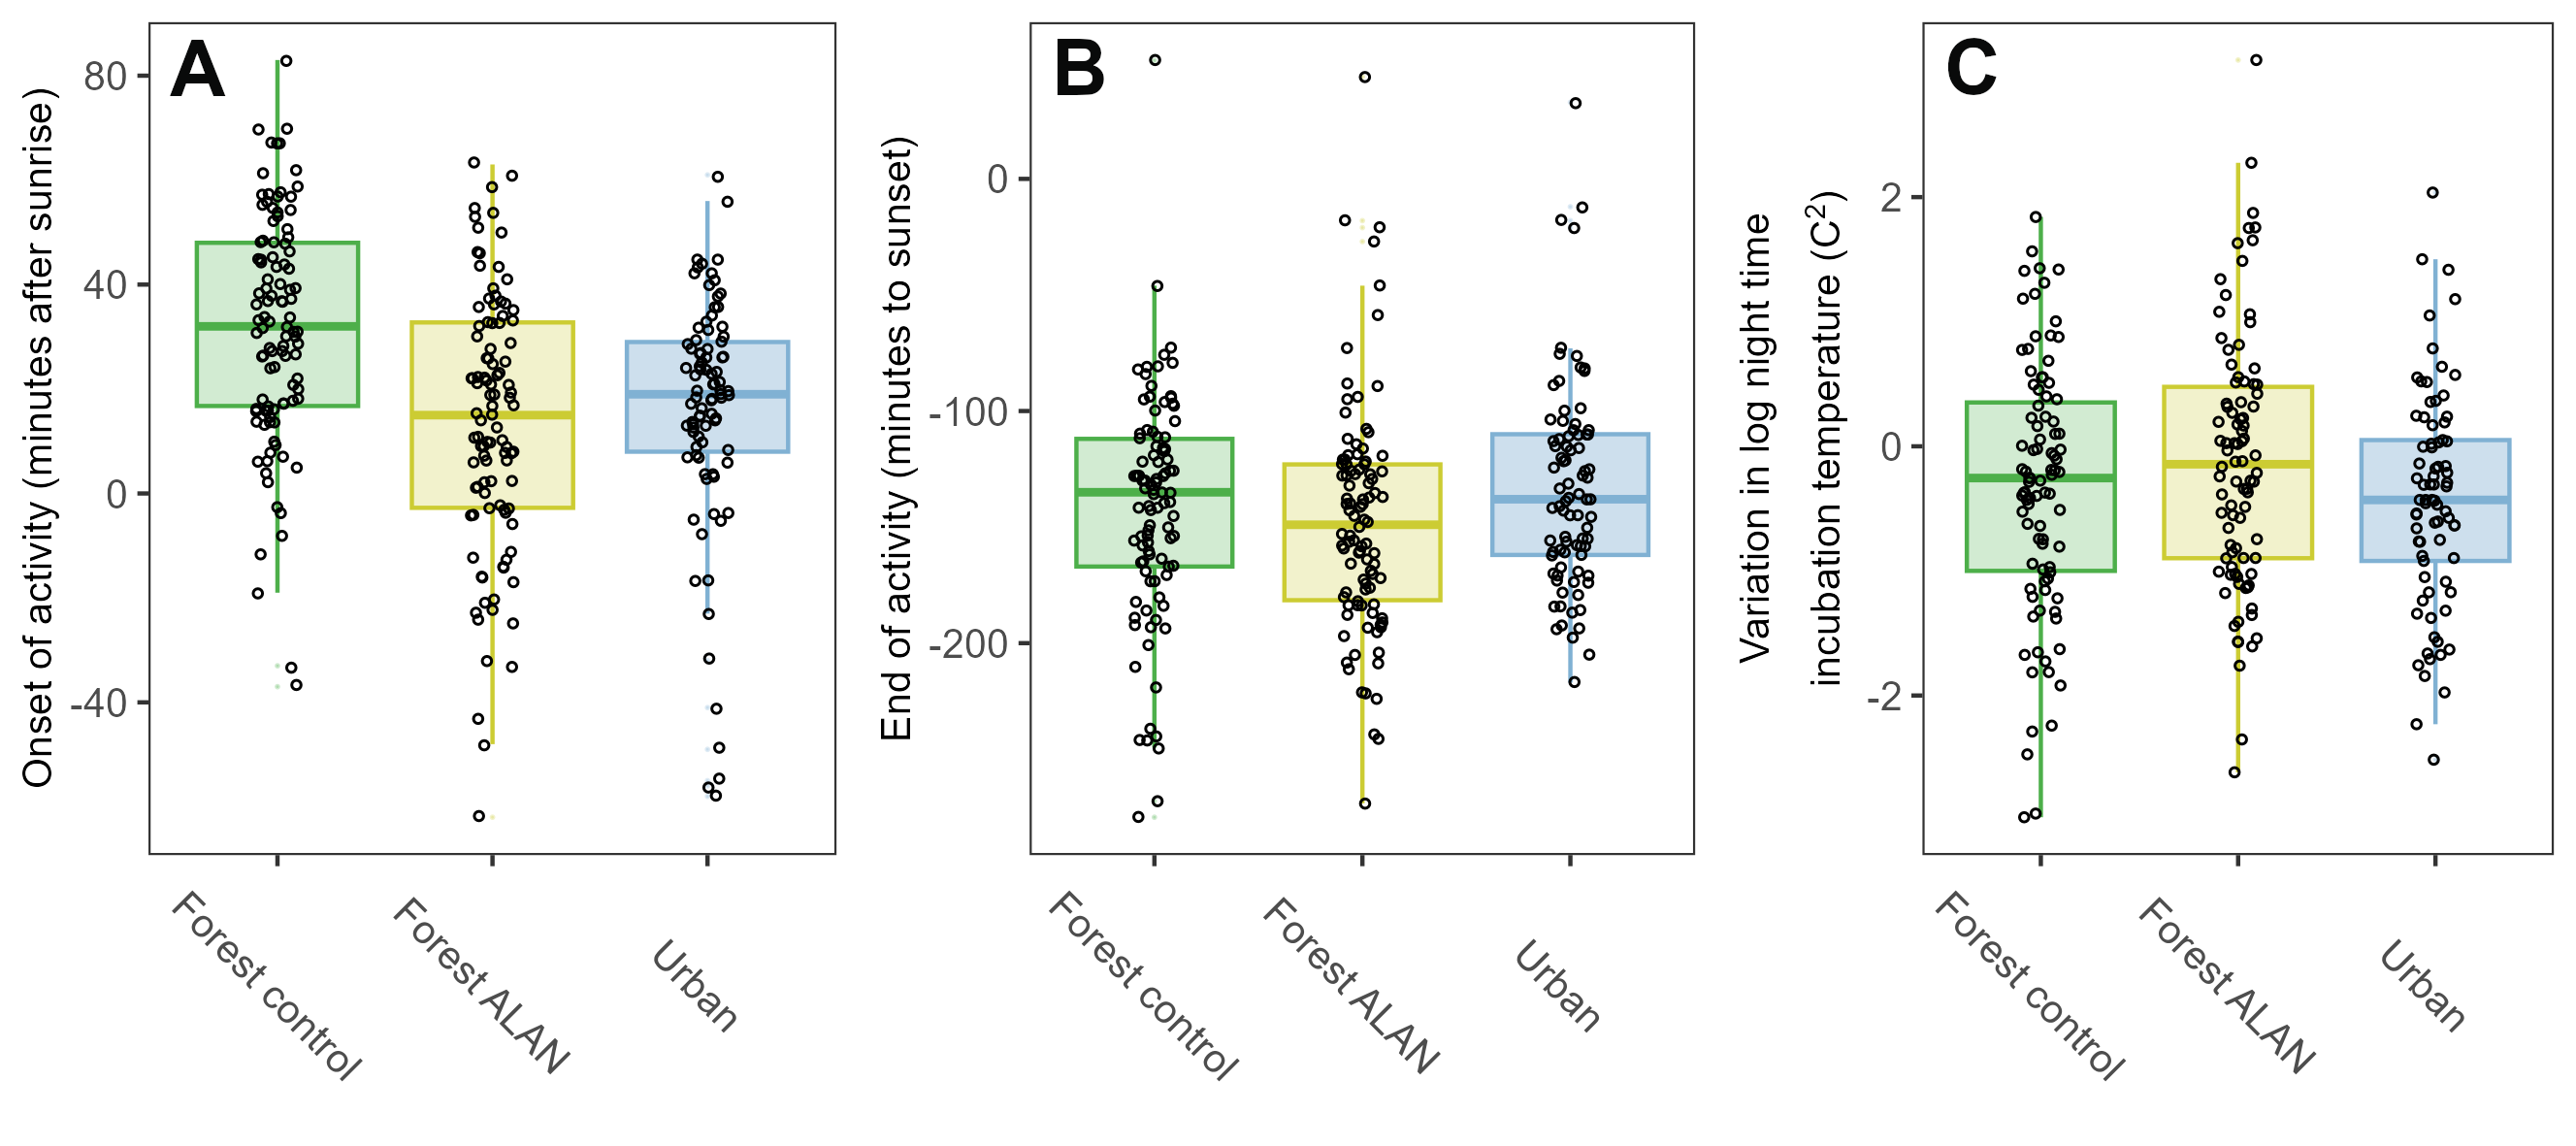 A
Onset of activity (minutes after sunrise)
80
40
0
-40
Forest control
Forest ALAN
Urban
B
End of activity (minutes to sunset)
0
-100
-200
Forest control
Forest ALAN
Urban
C
Variation in log night time
incubation temperature (C²)
2
0
-2
Forest control
Forest ALAN
Urban